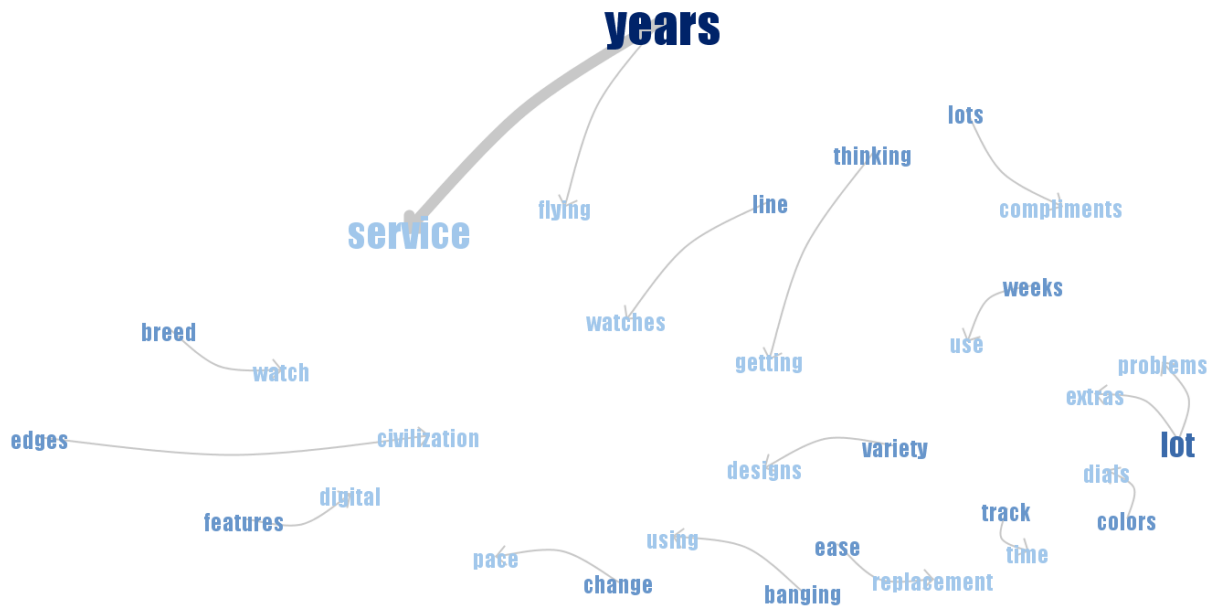 years
lots
thinking
line
flying
compliments
service
weeks
watches
breed
use
getting
problems
watch
extras
edges
civilization
lot
variety
designs
dials
digital
features
track
colors
using
ease
time
pace
replacement
change
banging